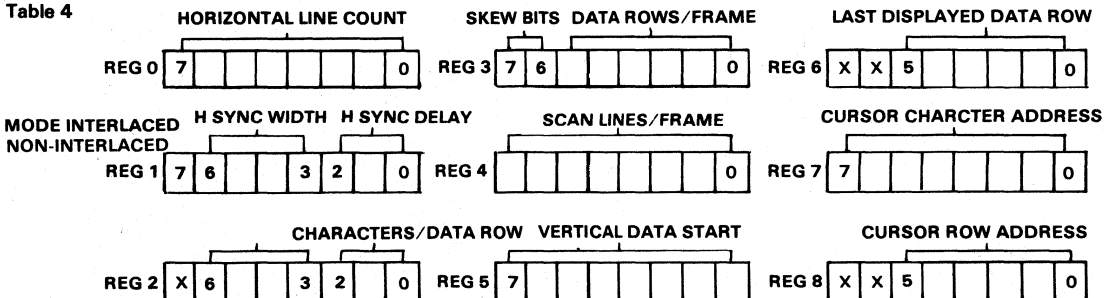 Table 4
HORIZONTAL LINE COUNT
SKEW BITS DATA ROWS/FRAME
LAST DISPLAYED DATA ROW
REG 0 7 0
REG 3 7 6 0
REG 6 X X 5 0
MODE INTERLACED
NON-INTERLACED
H SYNC WIDTH H SYNC DELAY
SCAN LINES/FRAME
CURSOR CHARCTER ADDRESS
REG 1 7 6 3 2 0
REG 4 0
REG 7 7 0
CHARACTERS/DATA ROW
VERTICAL DATA START
CURSOR ROW ADDRESS
REG 2 X 6 3 2 0
REG 5 7
REG 8 X X 5 0